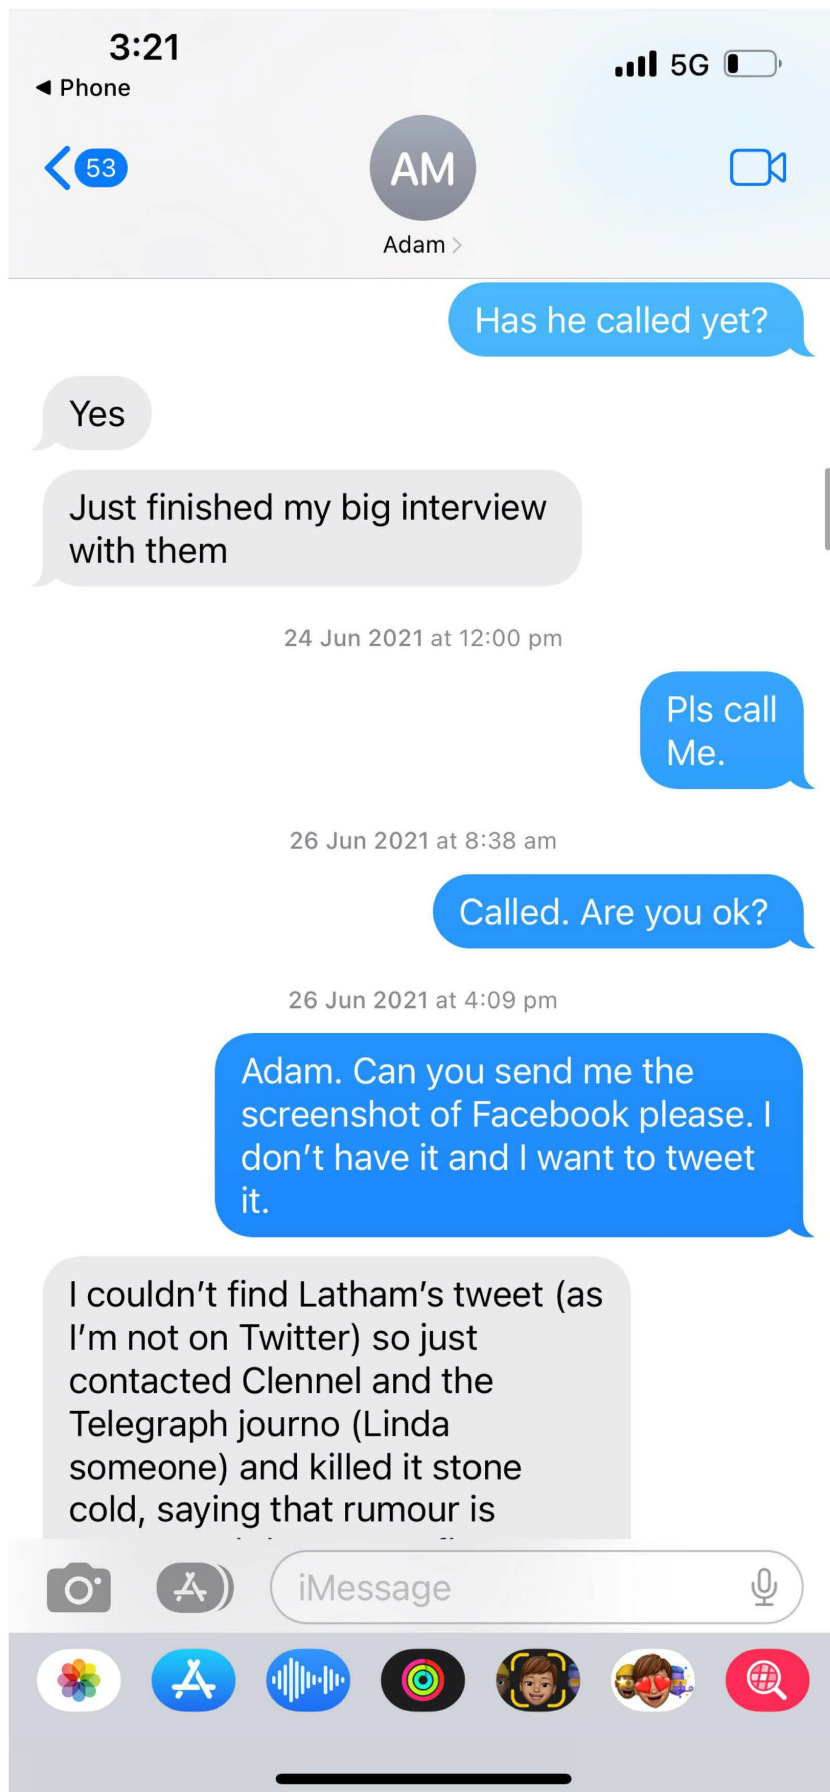 3:21
5G
◀ Phone
53
AM
Adam >
Has he called yet?
Yes
Just finished my big interview
with them
24 Jun 2021 at 12:00 pm
Pls call
Me.
26 Jun 2021 at 8:38 am
Called. Are you ok?
26 Jun 2021 at 4:09 pm
Adam. Can you send me the
screenshot of Facebook please. I
don't have it and I want to tweet
it.
I couldn't find Latham's tweet (as
I'm not on Twitter) so just
contacted Clennel and the
Telegraph journo (Linda
someone) and killed it stone
cold, saying that rumour is
iMessage